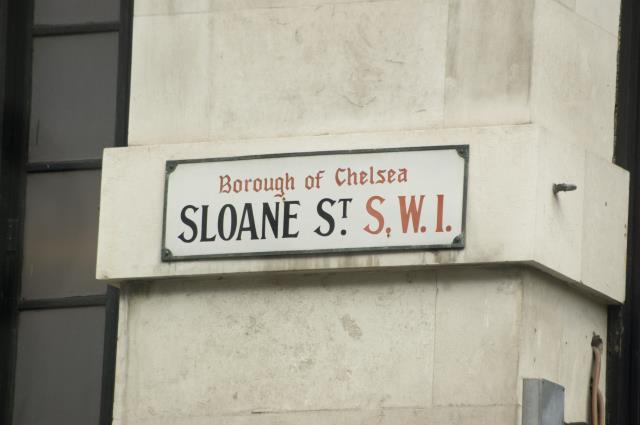 Borough of Chelsea
SLOANE ST. S.W.1.